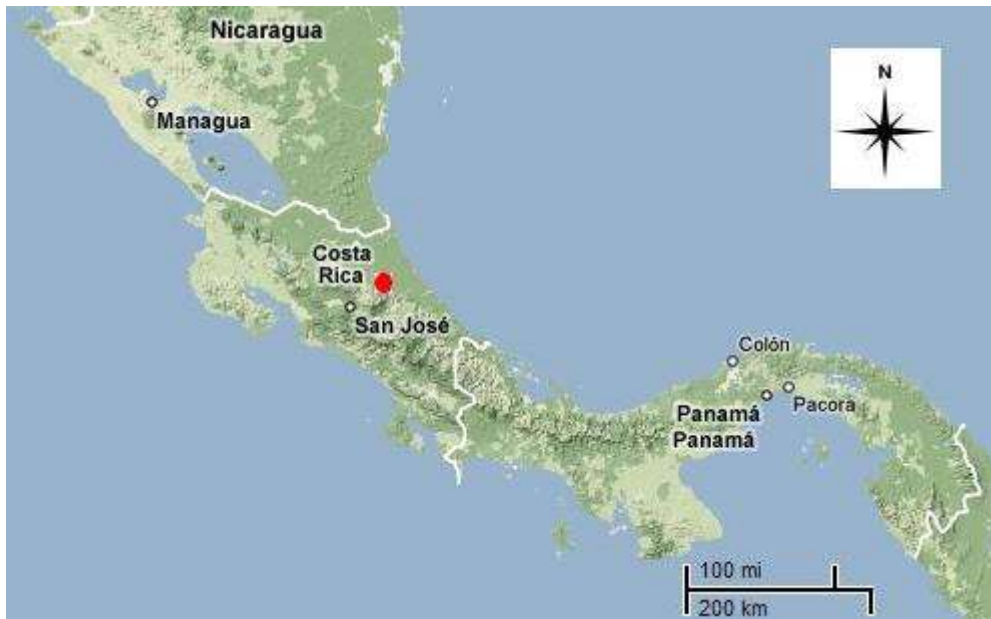 Nicaragua
N
Managua
Costa
Rica
San José
Colón
Pacora
Panamá
Panamá
100 mi
200 km